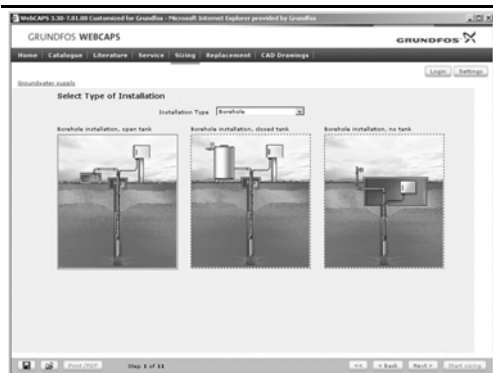 WebCAPS 3.30-7.01.08 Customized for Grundfos - Microsoft Internet Explorer provided by Grundfos
GRUNDFOS WEBCAPS
GRUNDFOS
Home Catalogue Literature Service Sizing Replacement CAD Drawings
Login Settings
Groundwater supply
Select Type of Installation
Installation Type Borehole
Borehole installation, open tank Borehole installation, closed tank Borehole installation, no tank
Print/PDF Step 1 of 11 << < Back Next > Start sizing